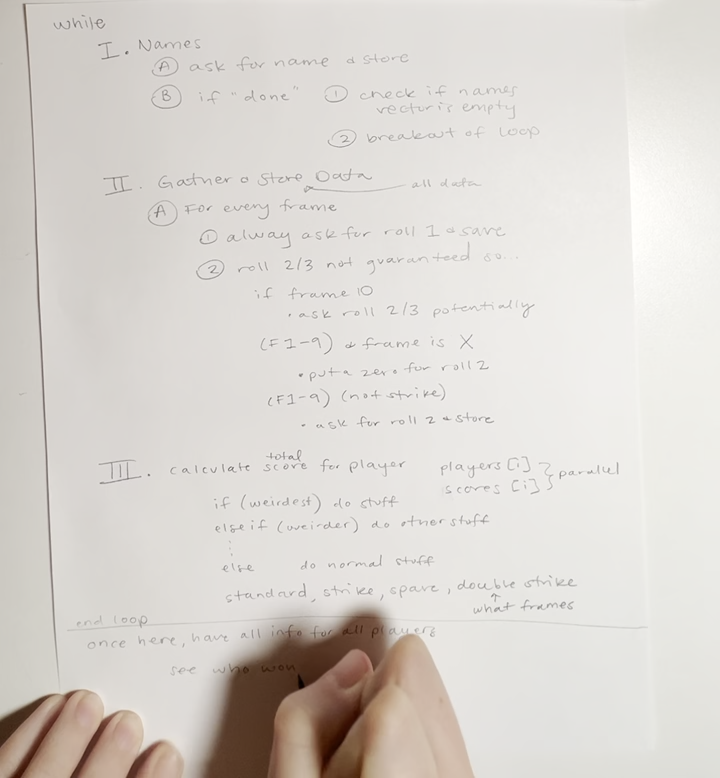 while
I. Names
A ask for name & store
B if "done" 1 check if names
vector is empty
2 breakout of loop
II. Gather & Store Data
all data
A For every frame
1 alway ask for roll 1 & save
2 roll 2/3 not guaranteed so...
if frame 10
• ask roll 2/3 potentially
(F1-9) & frame is X
• put a zero for roll 2
(F1-9) (not strike)
• ask for roll 2 & store
III. calculate total score for player players [i] } parallel
scores [i]
if (weirdest) do stuff
else if (weirder) do other stuff
⋮
else do normal stuff
standard, strike, spare, double strike
↑
what frames
end loop
once here, have all info for all players
see who won